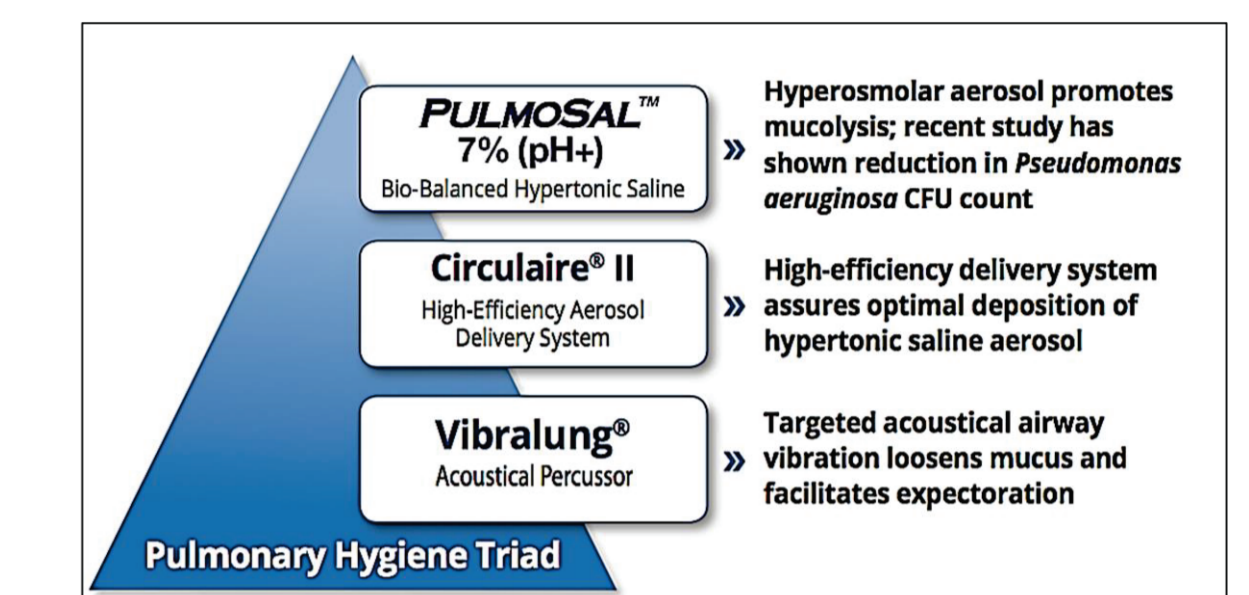 PULMOSAL™
7% (pH+)
Bio-Balanced Hypertonic Saline
» Hyperosmolar aerosol promotes
mucolysis; recent study has
shown reduction in Pseudomonas
aeruginosa CFU count
Circulaire® II
High-Efficiency Aerosol
Delivery System
» High-efficiency delivery system
assures optimal deposition of
hypertonic saline aerosol
Vibralung®
Acoustical Percussor
» Targeted acoustical airway
vibration loosens mucus and
facilitates expectoration
Pulmonary Hygiene Triad